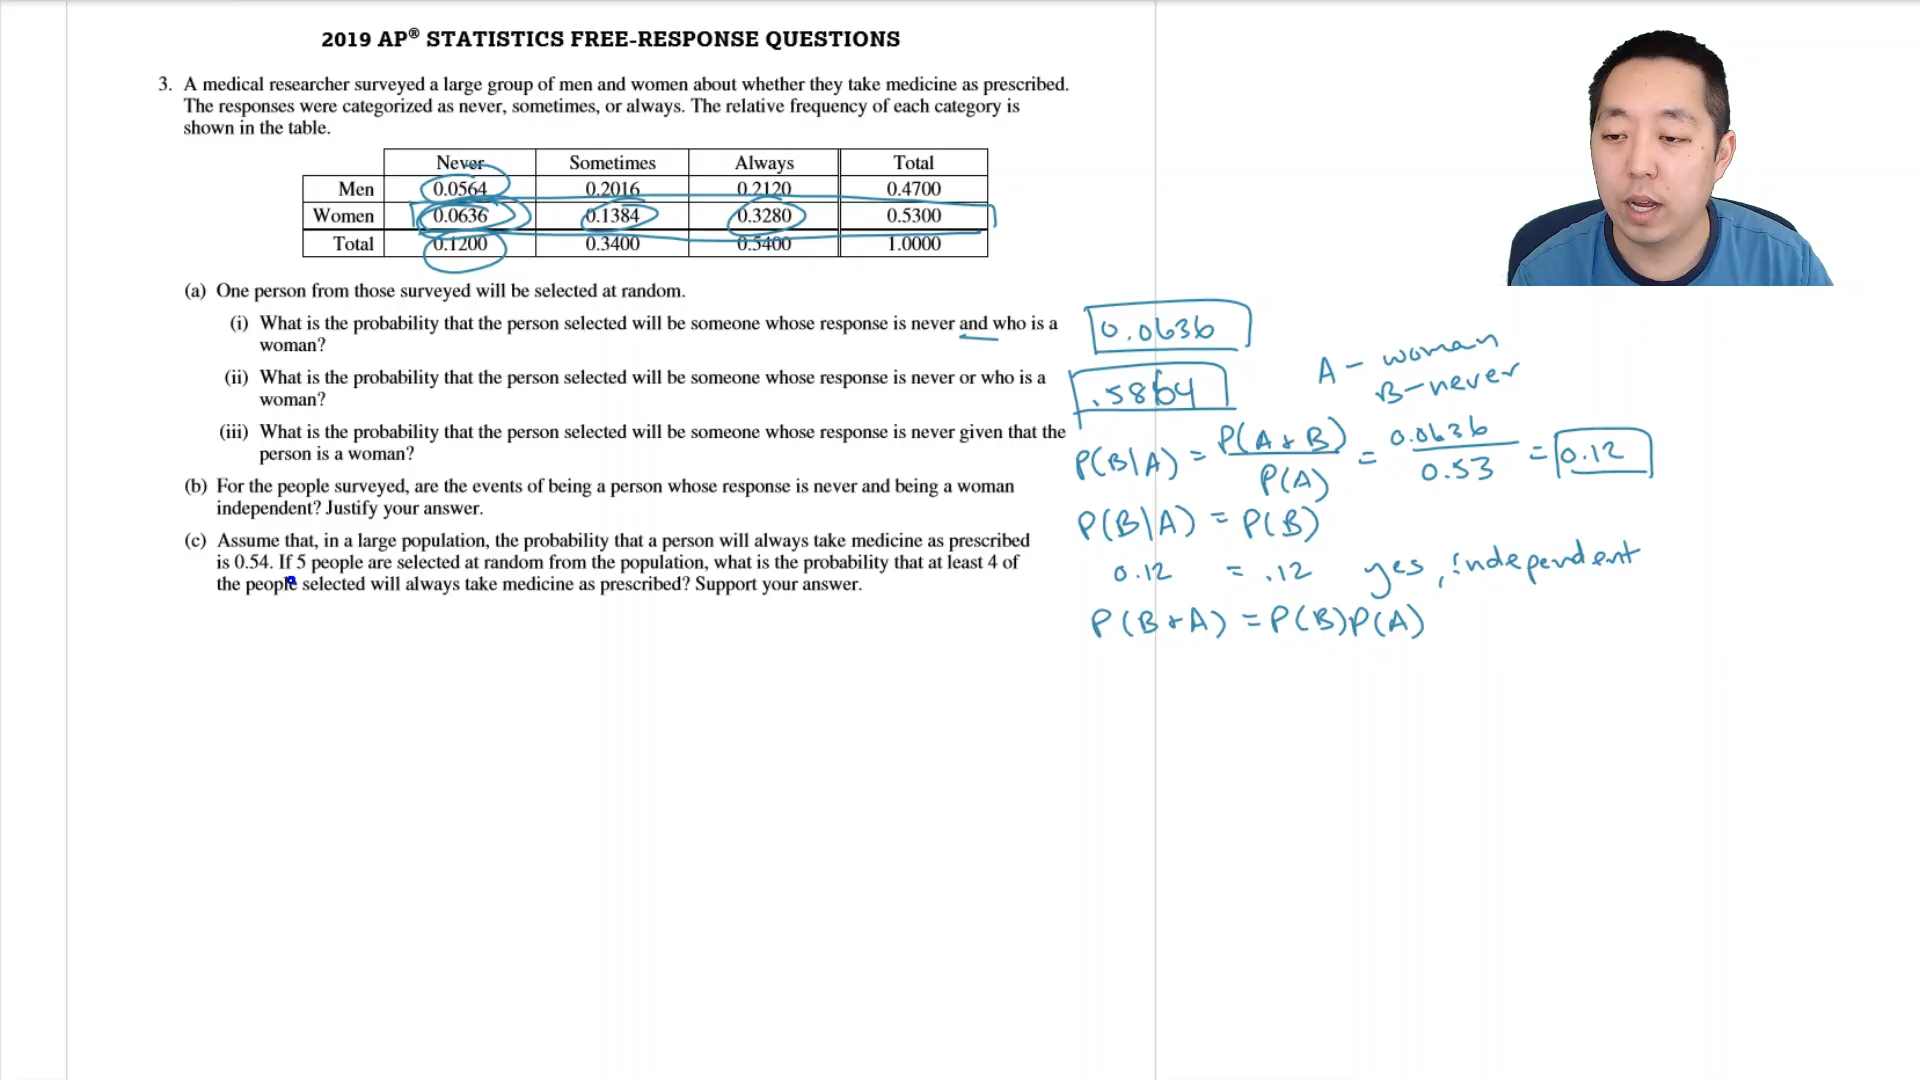 2019 AP® STATISTICS FREE-RESPONSE QUESTIONS
3. A medical researcher surveyed a large group of men and women about whether they take medicine as prescribed.
The responses were categorized as never, sometimes, or always. The relative frequency of each category is
shown in the table.
Never Sometimes Always Total
Men 0.0564 0.2016 0.2120 0.4700
Women 0.0636 0.1384 0.3280 0.5300
Total 0.1200 0.3400 0.5400 1.0000
(a) One person from those surveyed will be selected at random.
(i) What is the probability that the person selected will be someone whose response is never and who is a
woman?
0.0636
(ii) What is the probability that the person selected will be someone whose response is never or who is a
woman?
.5864
A - woman
B - never
(iii) What is the probability that the person selected will be someone whose response is never given that the
person is a woman?
P(B|A) = P(A + B) / P(A) = 0.0636 / 0.53 = 0.12
(b) For the people surveyed, are the events of being a person whose response is never and being a woman
independent? Justify your answer.
P(B|A) = P(B)
0.12 = .12 yes, independent
(c) Assume that, in a large population, the probability that a person will always take medicine as prescribed
is 0.54. If 5 people are selected at random from the population, what is the probability that at least 4 of
the people selected will always take medicine as prescribed? Support your answer.
P(B + A) = P(B)P(A)